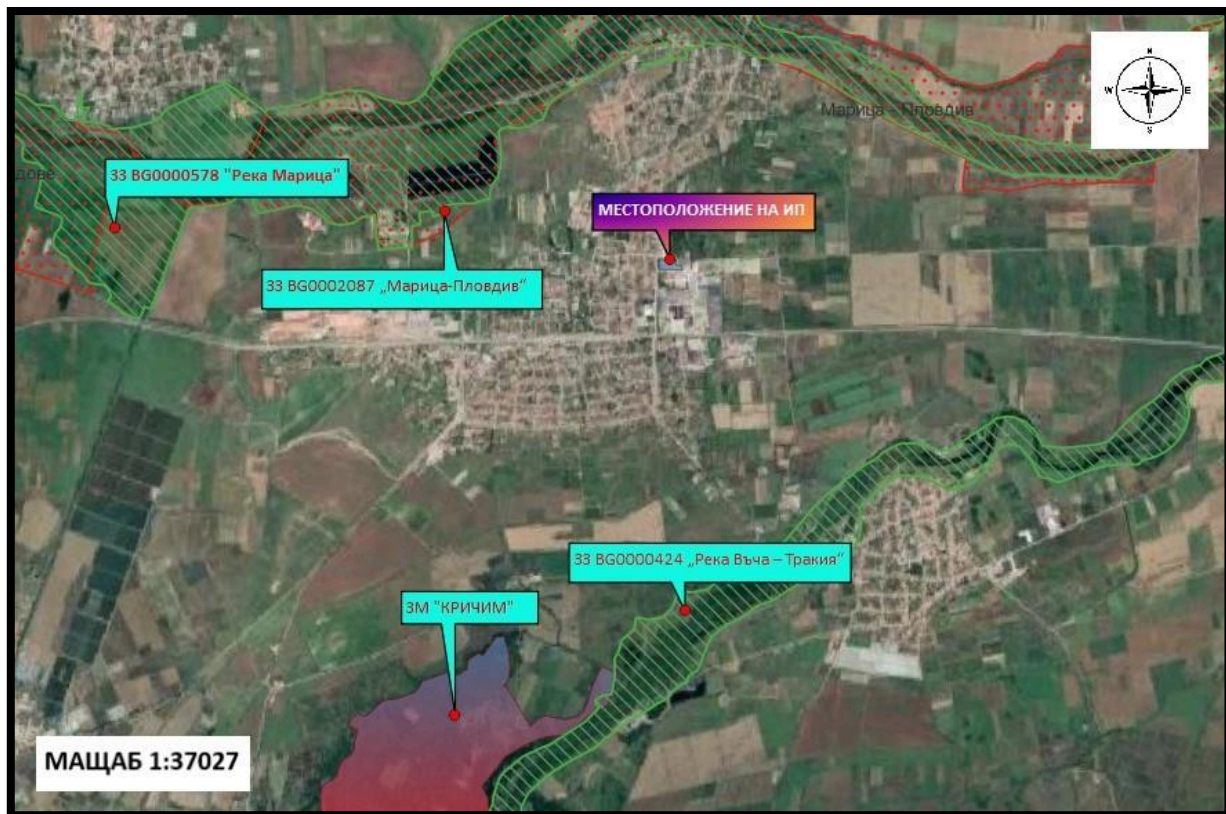 N
W E
S
Марица - Пловдив
дове
33 BG0000578 "Река Марица"
МЕСТОПОЛОЖЕНИЕ НА ИП
33 BG0002087 „Марица-Пловдив“
33 BG0000424 „Река Въча – Тракия“
ЗМ "КРИЧИМ"
МАЩАБ 1:37027